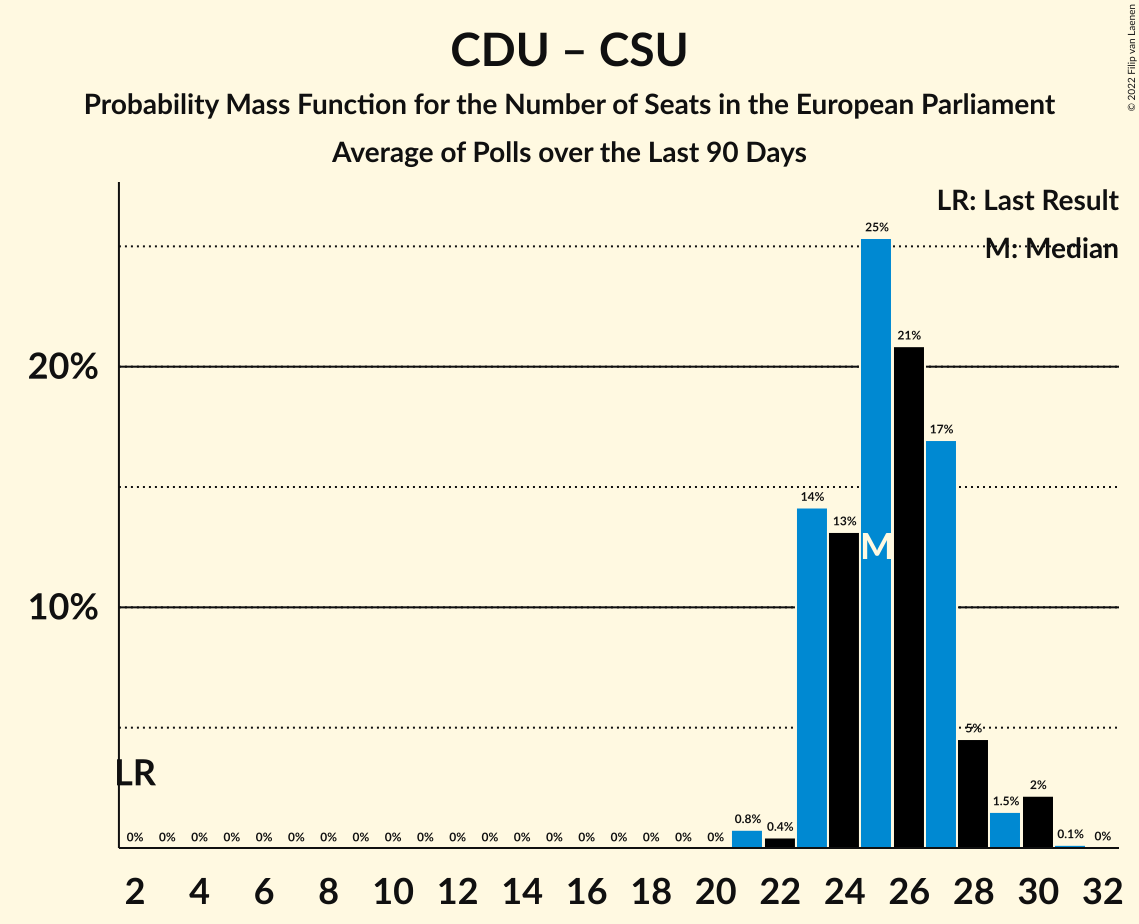 CDU – CSU
Probability Mass Function for the Number of Seats in the European Parliament
Average of Polls over the Last 90 Days
© 2022 Filip van Laenen
LR: Last Result
M: Median
20%
10%
25%
21%
17%
14%
13%
M
5%
LR
2%
1.5%
0.8%
0.4%
0.1%
0% 0% 0% 0% 0% 0% 0% 0% 0% 0% 0% 0% 0% 0% 0% 0% 0% 0% 0% 0%
2 4 6 8 10 12 14 16 18 20 22 24 26 28 30 32